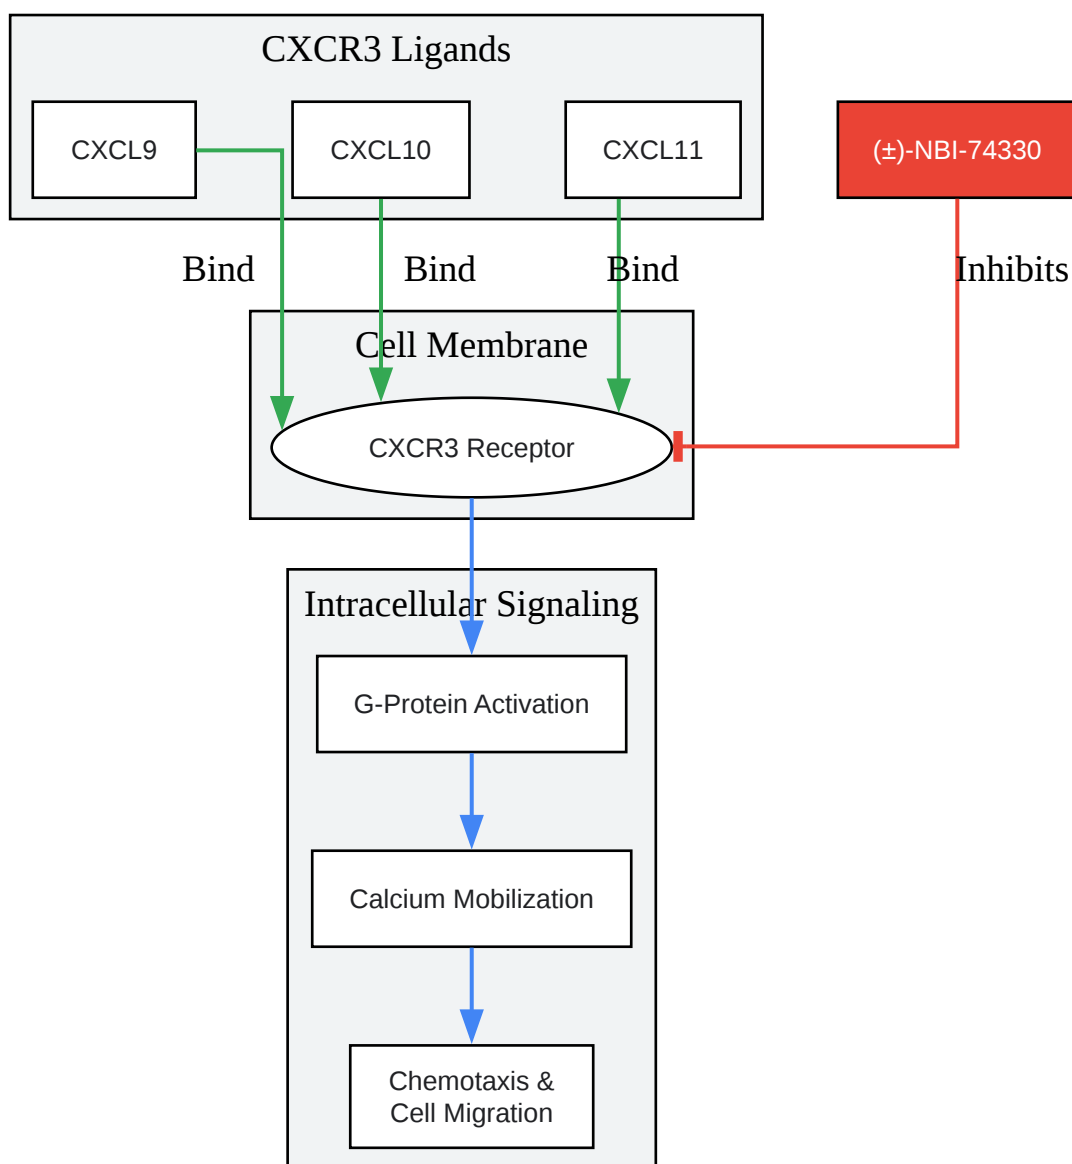 CXCR3 Ligands
CXCL9
CXCL10
CXCL11
(±)-NBI-74330
Bind
Bind
Bind
Inhibits
Cell Membrane
CXCR3 Receptor
Intracellular Signaling
G-Protein Activation
Calcium Mobilization
Chemotaxis &
Cell Migration